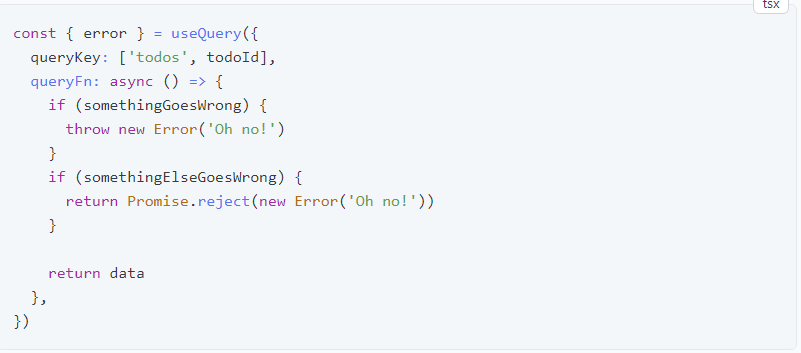 tsx
const { error } = useQuery({
  queryKey: ['todos', todoId],
  queryFn: async () => {
    if (somethingGoesWrong) {
      throw new Error('Oh no!')
    }
    if (somethingElseGoesWrong) {
      return Promise.reject(new Error('Oh no!'))
    }

    return data
  },
})